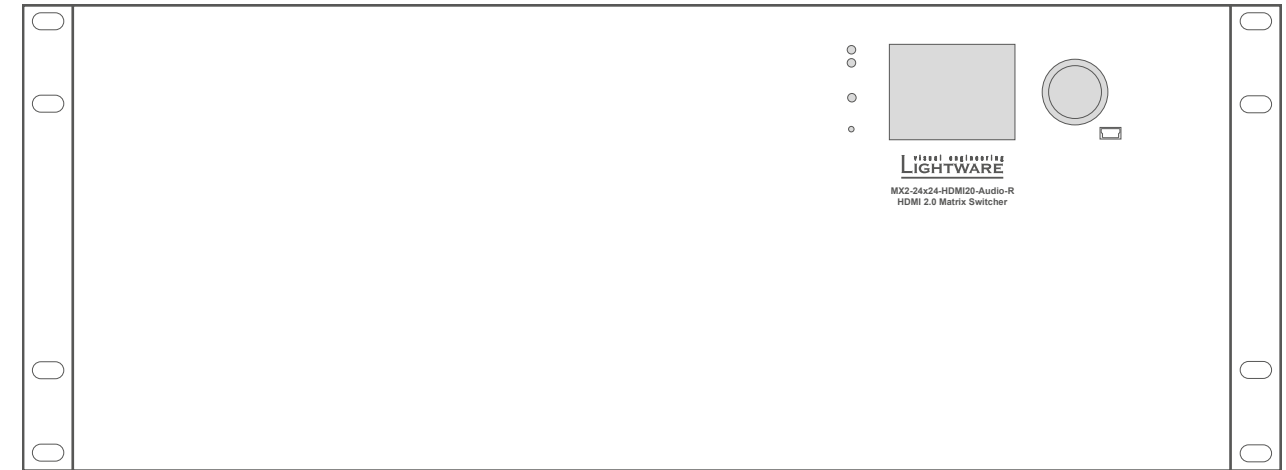 visual engineering
LIGHTWARE
MX2-24x24-HDMI20-Audio-R
HDMI 2.0 Matrix Switcher